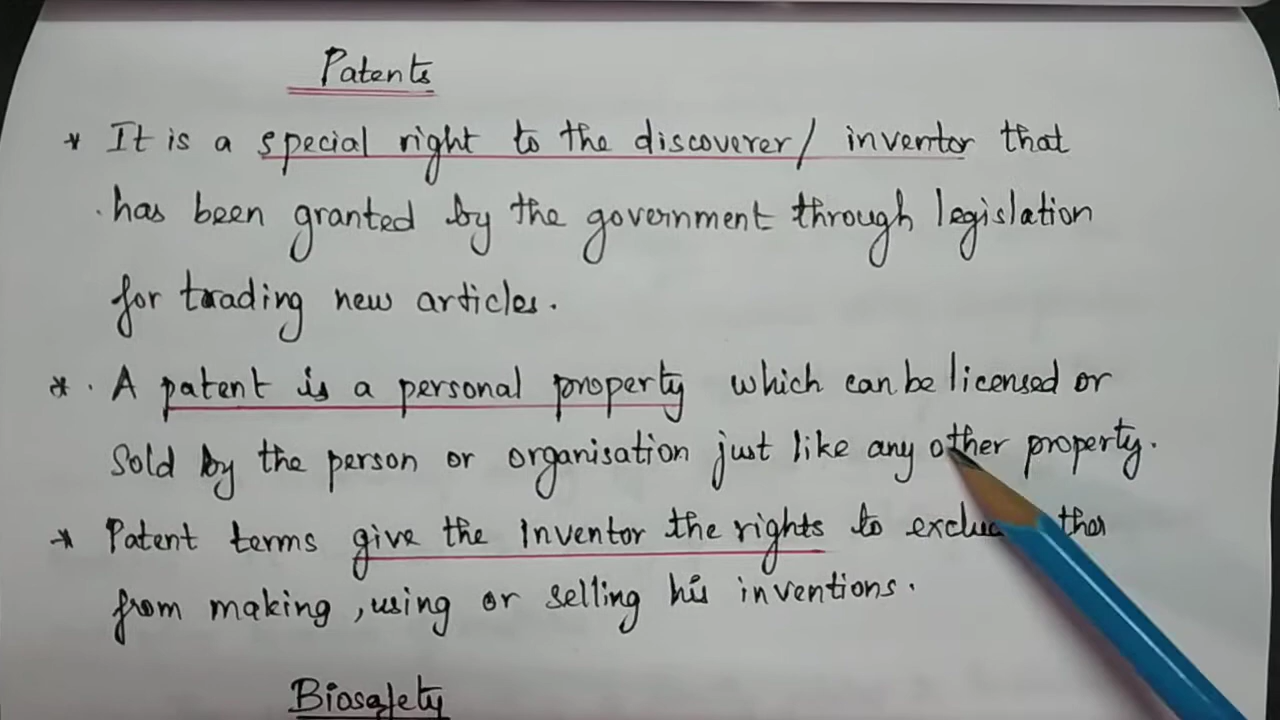 Patents
* It is a special right to the discoverer/ inventor that
has been granted by the government through legislation
for trading new articles.
* A patent is a personal property which can be licensed or
Sold by the person or organisation just like any other property.
* Patent terms give the inventor the rights to
from making, using or selling his inventions.
Biosafety